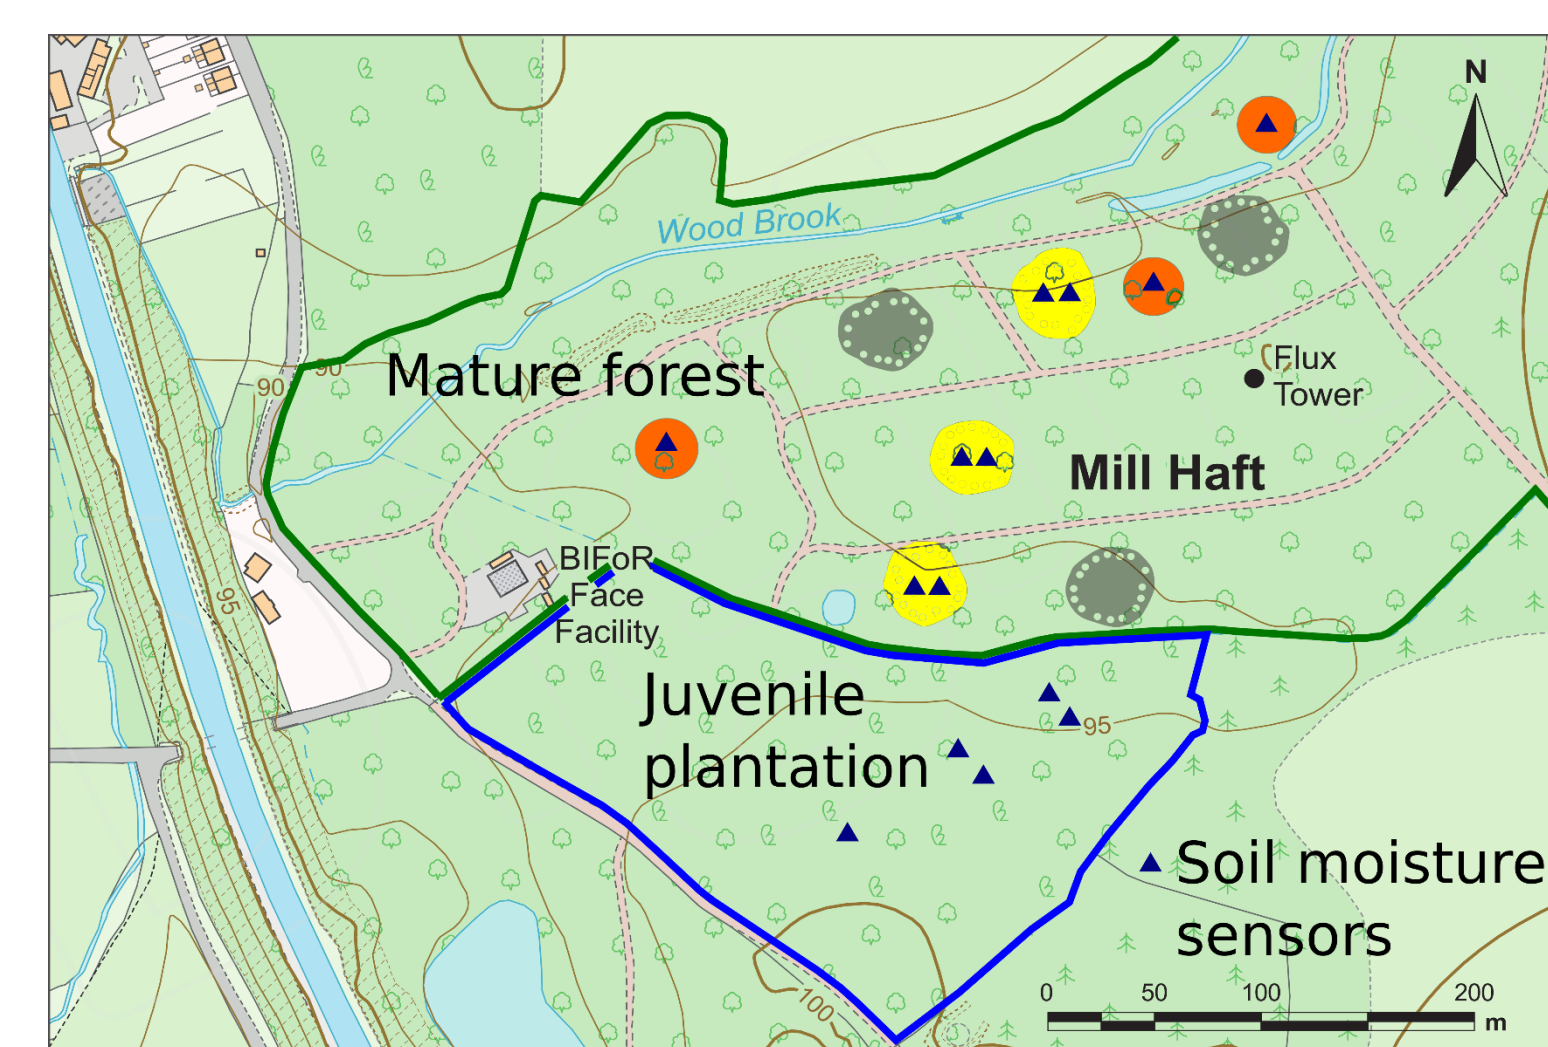 N
Wood Brook
Flux
Tower
Mature forest
90
90
Mill Haft
BIFoR
Face
Facility
95
Juvenile
plantation
95
Soil moisture
sensors
100
0 50 100 200
m